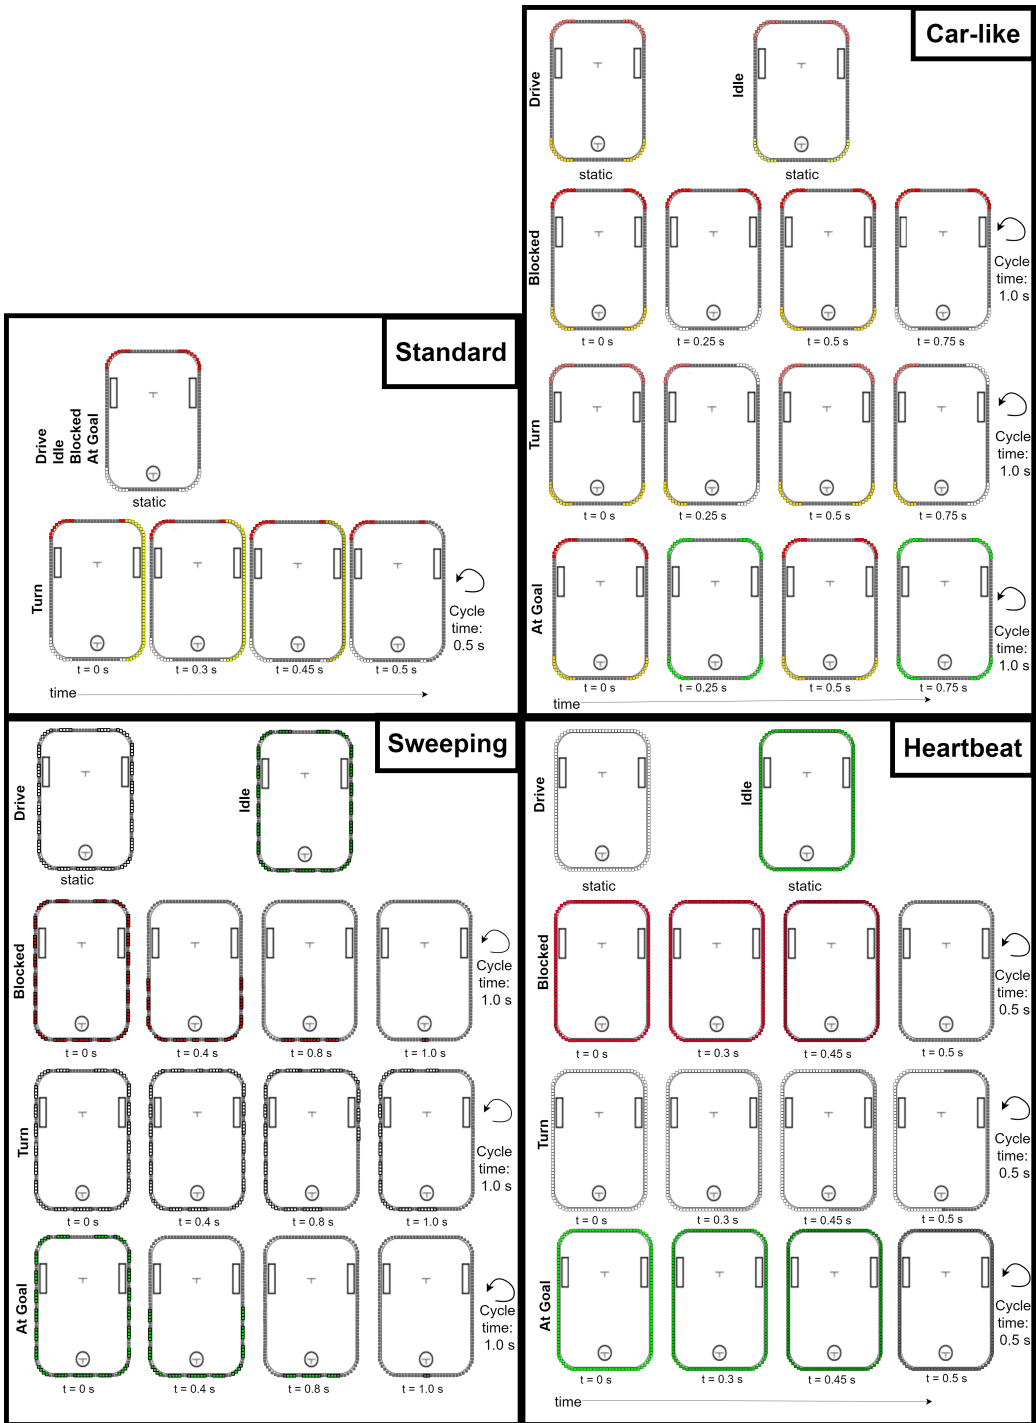 Car-like
Drive
Idle
static
static
Blocked
t = 0 s
t = 0.25 s
t = 0.5 s
t = 0.75 s
Cycle
time:
1.0 s
Turn
t = 0 s
t = 0.25 s
t = 0.5 s
t = 0.75 s
Cycle
time:
1.0 s
At Goal
t = 0 s
t = 0.25 s
t = 0.5 s
t = 0.75 s
Cycle
time:
1.0 s
time
Standard
Drive
Idle
Blocked
At Goal
static
Turn
t = 0 s
t = 0.3 s
t = 0.45 s
t = 0.5 s
Cycle
time:
0.5 s
time
Sweeping
Drive
Idle
static
Blocked
t = 0 s
t = 0.4 s
t = 0.8 s
t = 1.0 s
Cycle
time:
1.0 s
Turn
t = 0 s
t = 0.4 s
t = 0.8 s
t = 1.0 s
Cycle
time:
1.0 s
At Goal
t = 0 s
t = 0.4 s
t = 0.8 s
t = 1.0 s
Cycle
time:
1.0 s
Heartbeat
Drive
Idle
static
static
Blocked
t = 0 s
t = 0.3 s
t = 0.45 s
t = 0.5 s
Cycle
time:
0.5 s
Turn
t = 0 s
t = 0.3 s
t = 0.45 s
t = 0.5 s
Cycle
time:
0.5 s
At Goal
t = 0 s
t = 0.3 s
t = 0.45 s
t = 0.5 s
Cycle
time:
0.5 s
time